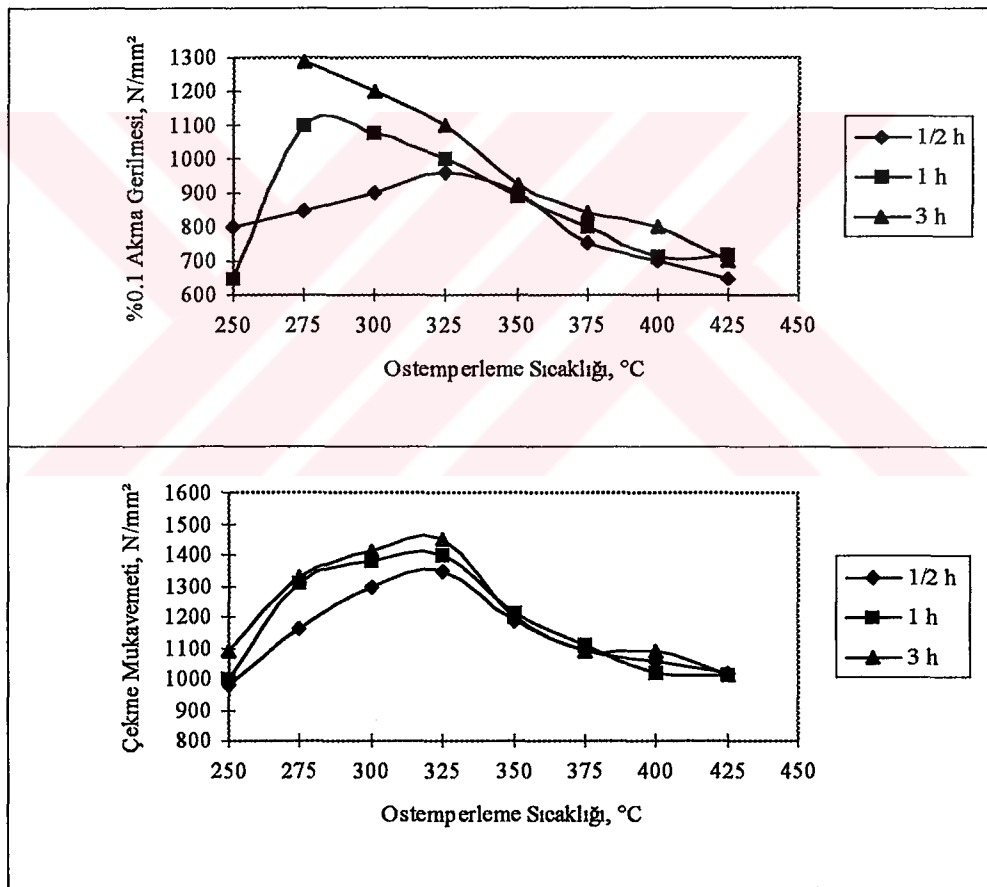 %0.1 Akma Gerilmesi, N/mm²
1300
1200
1100
1000
900
800
700
600
250 275 300 325 350 375 400 425 450
Ostemperleme Sıcaklığı, °C
1/2 h
1 h
3 h
Çekme Mukavemeti, N/mm²
1600
1500
1400
1300
1200
1100
1000
900
800
250 275 300 325 350 375 400 425 450
Ostemperleme Sıcaklığı, °C
1/2 h
1 h
3 h